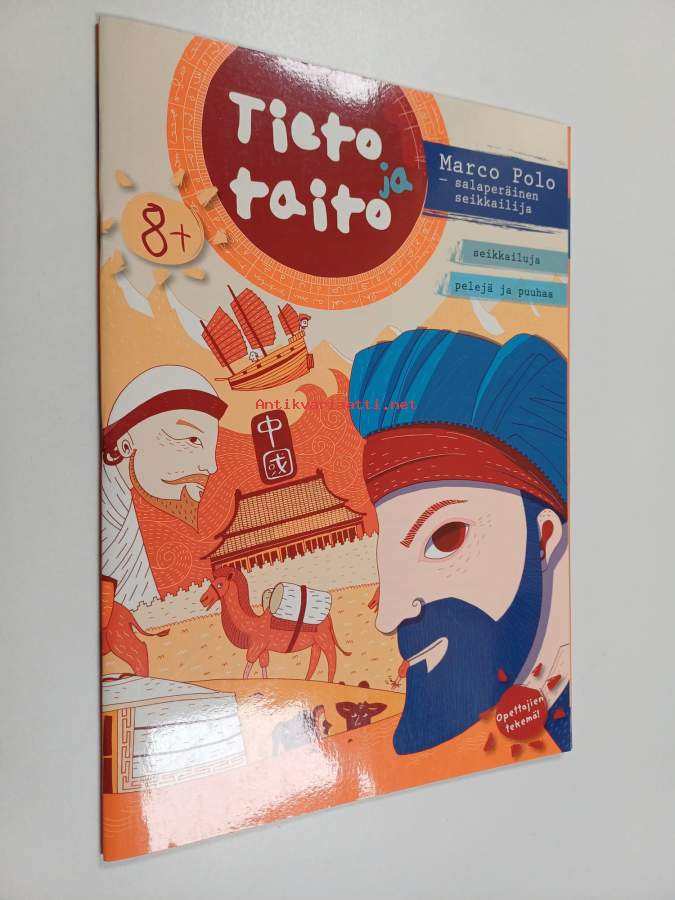 Tieto
ja
taito
8+
Marco Polo
– salaperäinen
seikkailija
seikkailuja
pelejä ja puuhaa
Antikvariaatti.net
中
國
Opettajien
tekemä!